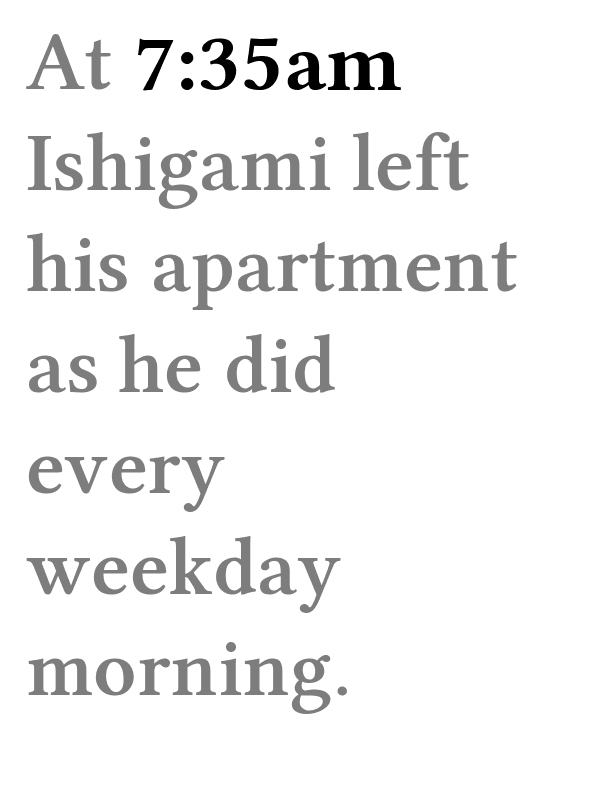 At 7:35am
Ishigami left
his apartment
as he did
every
weekday
morning.